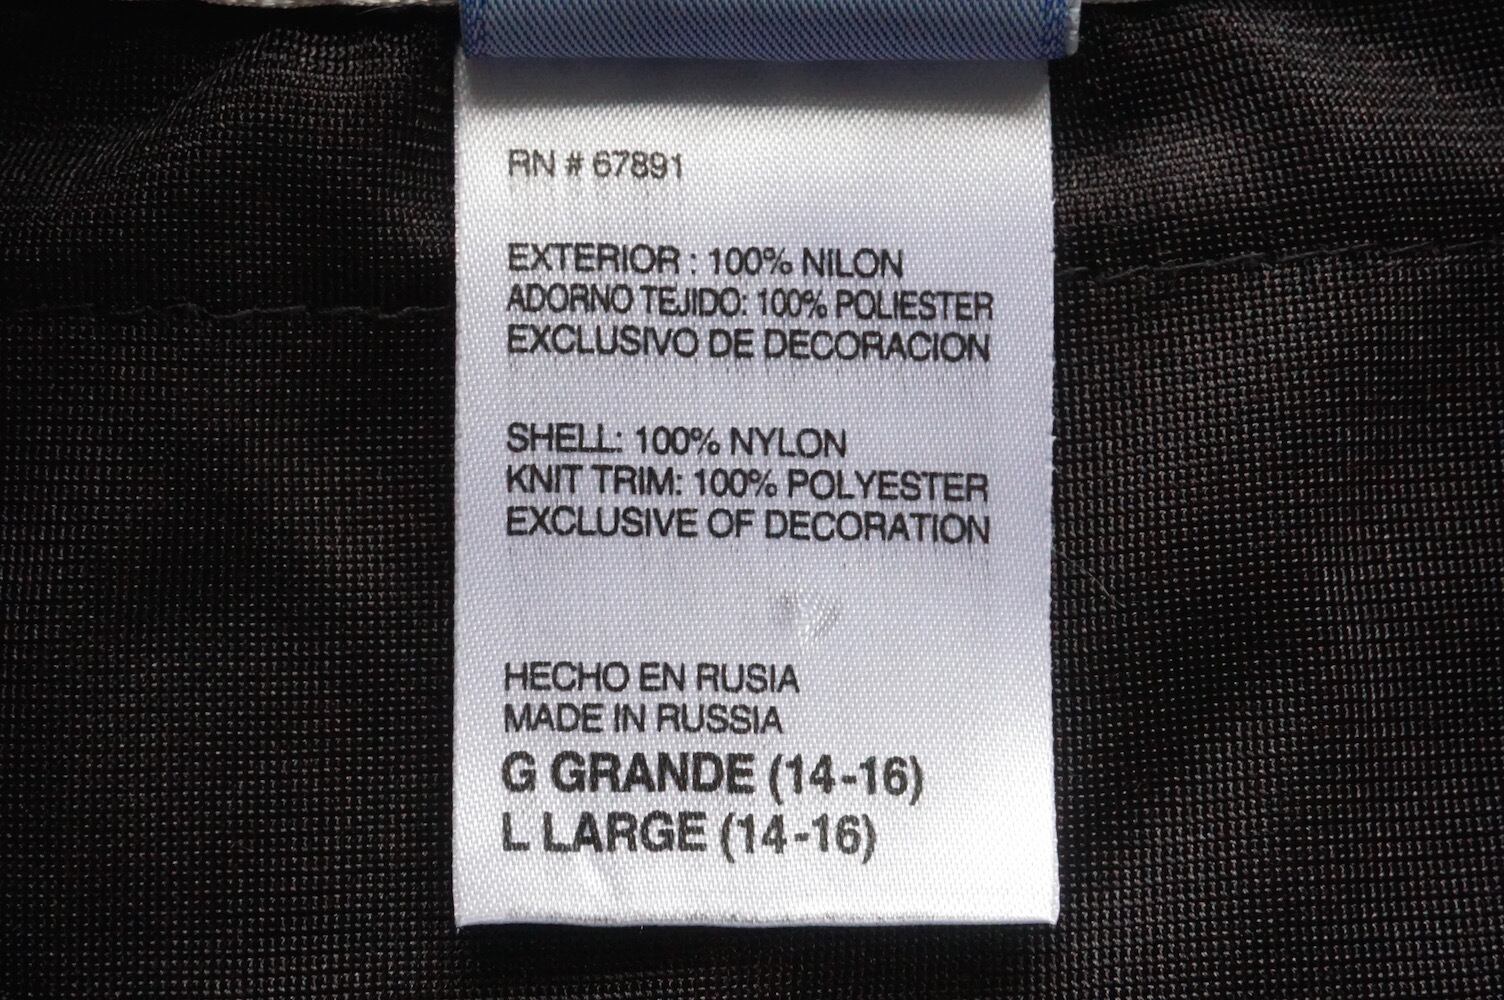 RN # 67891
EXTERIOR : 100% NILON
ADORNO TEJIDO: 100% POLIESTER
EXCLUSIVO DE DECORACION
SHELL: 100% NYLON
KNIT TRIM: 100% POLYESTER
EXCLUSIVE OF DECORATION
HECHO EN RUSIA
MADE IN RUSSIA
G GRANDE (14-16)
L LARGE (14-16)